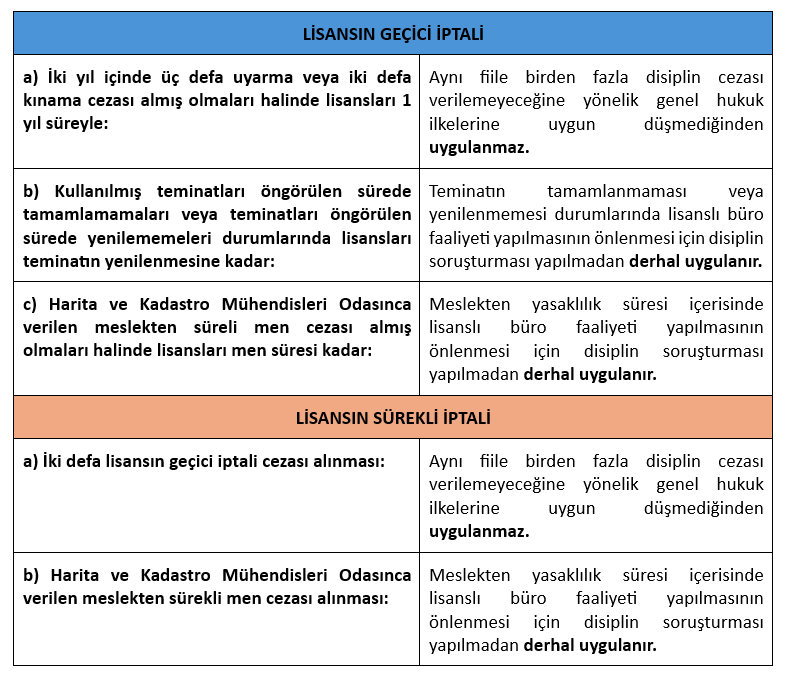 LİSANSIN GEÇİCİ İPTALİ
a) İki yıl içinde üç defa uyarma veya iki defa
kınama cezası almış olmaları halinde lisansları 1
yıl süreyle:
Aynı fiile birden fazla disiplin cezası
verilemeyeceğine yönelik genel hukuk
ilkelerine uygun düşmediğinden
uygulanmaz.
b) Kullanılmış teminatları öngörülen sürede
tamamlamamaları veya teminatları öngörülen
sürede yenilememeleri durumlarında lisansları
teminatın yenilenmesine kadar:
Teminatın tamamlanmaması veya
yenilenmemesi durumlarında lisanslı büro
faaliyeti yapılmasının önlenmesi için disiplin
soruşturması yapılmadan derhal uygulanır.
c) Harita ve Kadastro Mühendisleri Odasınca
verilen meslekten süreli men cezası almış
olmaları halinde lisansları men süresi kadar:
Meslekten yasaklılık süresi içerisinde
lisanslı büro faaliyeti yapılmasının
önlenmesi için disiplin soruşturması
yapılmadan derhal uygulanır.
LİSANSIN SÜREKLİ İPTALİ
a) İki defa lisansın geçici iptali cezası alınması:
Aynı fiile birden fazla disiplin cezası
verilemeyeceğine yönelik genel hukuk
ilkelerine uygun düşmediğinden
uygulanmaz.
b) Harita ve Kadastro Mühendisleri Odasınca
verilen meslekten sürekli men cezası alınması:
Meslekten yasaklılık süresi içerisinde
lisanslı büro faaliyeti yapılmasının
önlenmesi için disiplin soruşturması
yapılmadan derhal uygulanır.